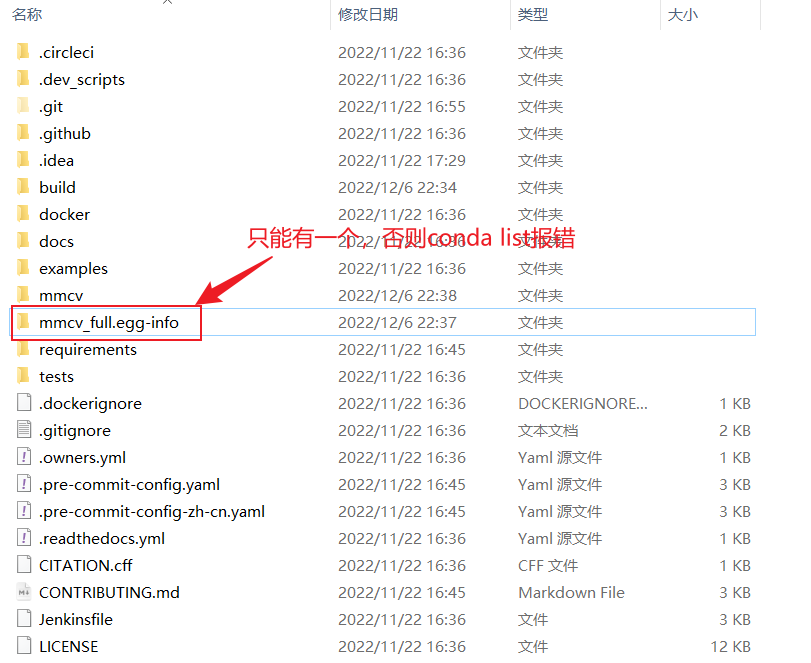 名称 修改日期 类型 大小
.circleci 2022/11/22 16:36 文件夹
.dev_scripts 2022/11/22 16:36 文件夹
.git 2022/11/22 16:55 文件夹
.github 2022/11/22 16:36 文件夹
.idea 2022/11/22 17:29 文件夹
build 2022/12/6 22:34 文件夹
docker 2022/11/22 16:36 文件夹
只能有一个，否则conda list报错
docs 2022/11/22 16:36 文件夹
examples 2022/11/22 16:36 文件夹
mmcv 2022/12/6 22:38 文件夹
mmcv_full.egg-info 2022/12/6 22:37 文件夹
requirements 2022/11/22 16:45 文件夹
tests 2022/11/22 16:36 文件夹
.dockerignore 2022/11/22 16:36 DOCKERIGNORE... 1 KB
.gitignore 2022/11/22 16:36 文本文档 2 KB
.owners.yml 2022/11/22 16:36 Yaml 源文件 1 KB
.pre-commit-config.yaml 2022/11/22 16:45 Yaml 源文件 3 KB
.pre-commit-config-zh-cn.yaml 2022/11/22 16:45 Yaml 源文件 3 KB
.readthedocs.yml 2022/11/22 16:36 Yaml 源文件 1 KB
CITATION.cff 2022/11/22 16:36 CFF 文件 1 KB
CONTRIBUTING.md 2022/11/22 16:45 Markdown File 3 KB
Jenkinsfile 2022/11/22 16:36 文件 3 KB
LICENSE 2022/11/22 16:36 文件 12 KB